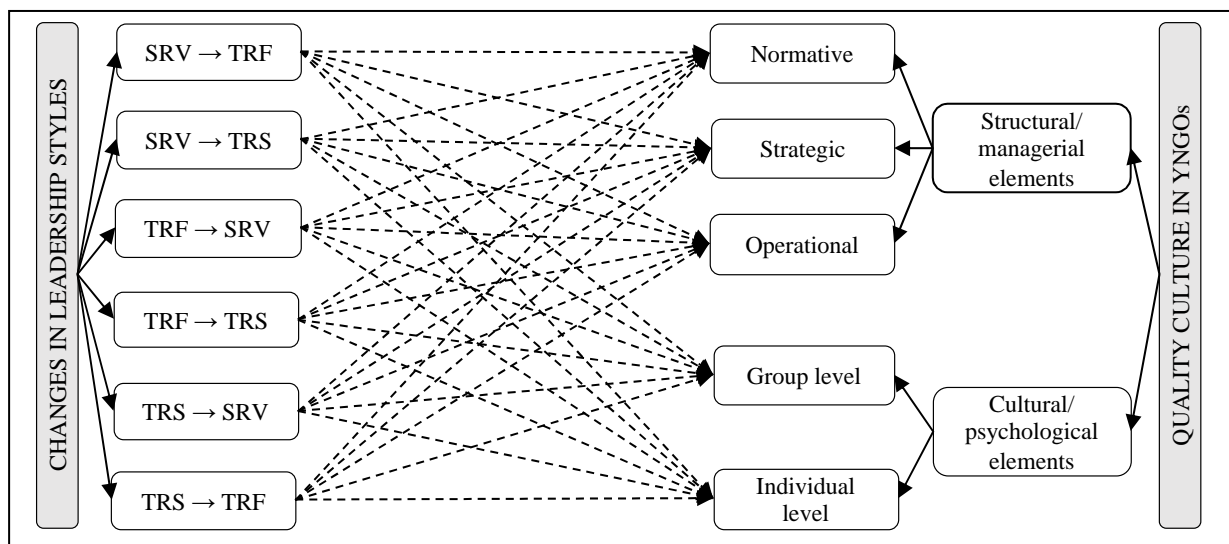 CHANGES IN LEADERSHIP STYLES
SRV → TRF
SRV → TRS
TRF → SRV
TRF → TRS
TRS → SRV
TRS → TRF
Normative
Strategic
Operational
Group level
Individual
level
Structural/
managerial
elements
Cultural/
psychological
elements
QUALITY CULTURE IN YNGOs